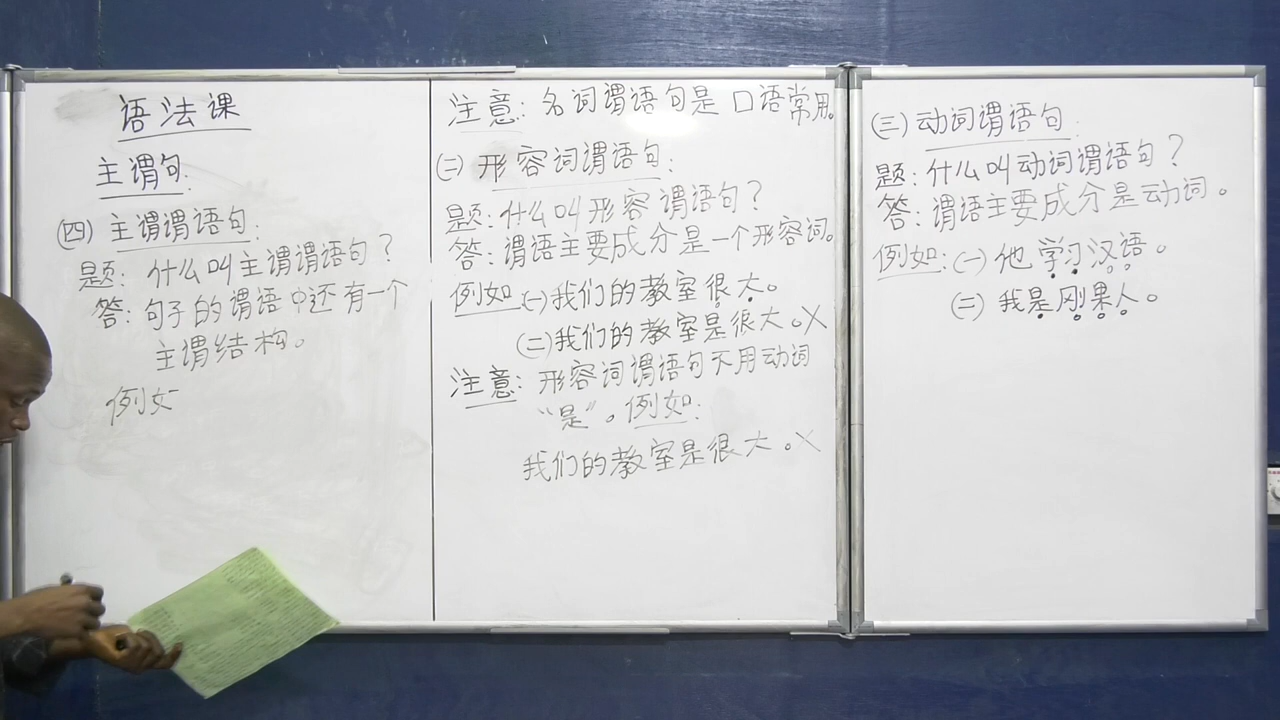 语法课
主谓句:
(四) 主谓谓语句:
题: 什么叫主谓谓语句?
答: 句子的谓语中还有一个
主谓结构。
例如
注意: 名词谓语句是口语常用。
(二) 形容词谓语句:
题: 什么叫形容谓语句?
答: 谓语主要成分是一个形容词。
例如:(一)我们的教室很大。
(二)我们的教室是很大。X
注意: 形容词谓语句不用动词
“是”。例如:
我们的教室是很大。X
(三) 动词谓语句:
题: 什么叫动词谓语句?
答: 谓语主要成分是动词。
例如:(一) 他学习汉语。
(二) 我是刚果人。